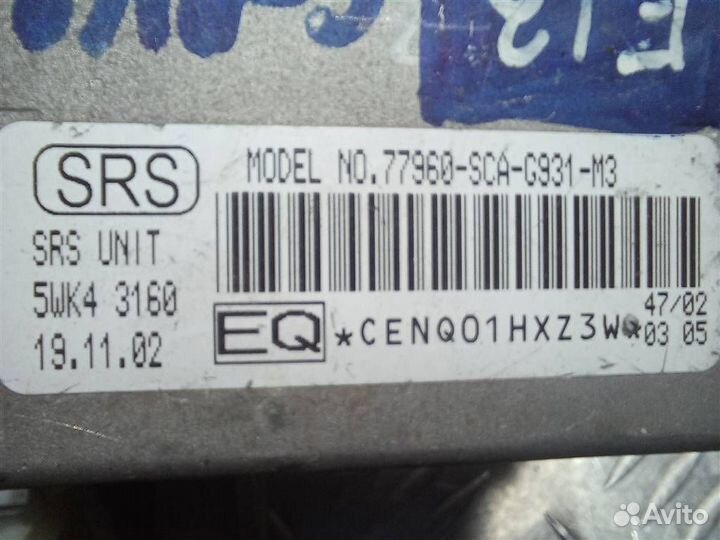 SRS
MODEL NO.77960-SCA-G931-M3
SRS UNIT
5WK4 3160
19.11.02
EQ
*CENQ01HXZ3W*
47/02
03 05
Avito